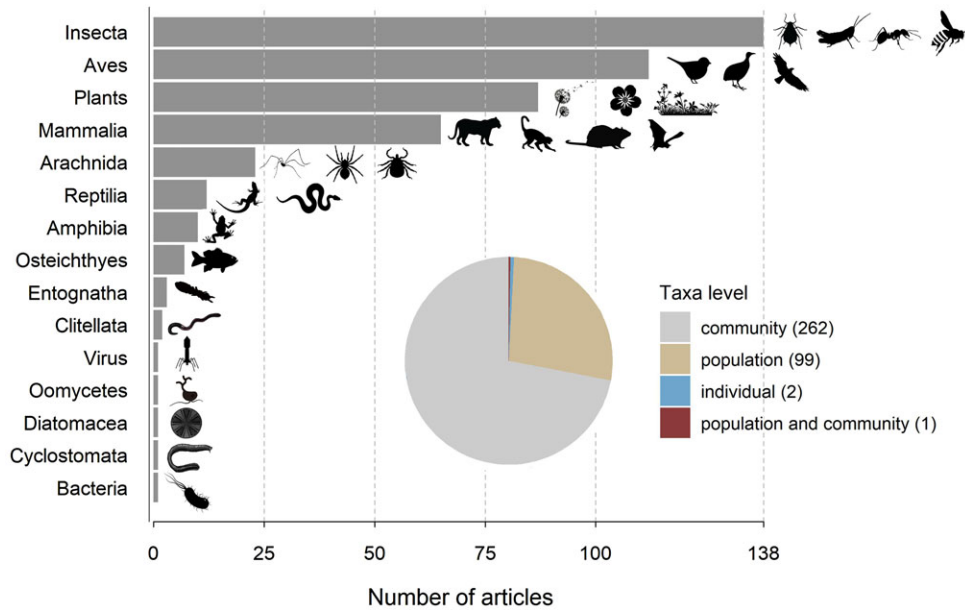 Insecta
Aves
Plants
Mammalia
Arachnida
Reptilia
Amphibia
Osteichthyes
Entognatha
Clitellata
Virus
Oomycetes
Diatomacea
Cyclostomata
Bacteria
Taxa level
community (262)
population (99)
individual (2)
population and community (1)
0 25 50 75 100 138
Number of articles